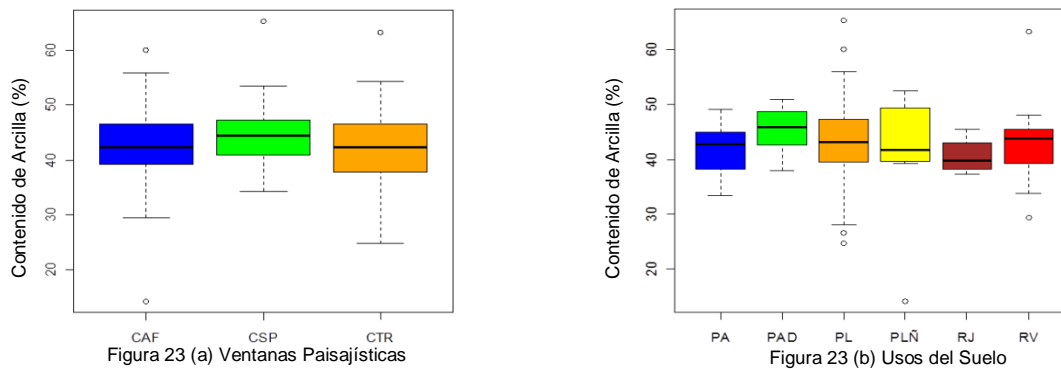 Contenido de Arcilla (%)
60
50
40
30
20
CAF CSP CTR
Figura 23 (a) Ventanas Paisajísticas
Contenido de Arcilla (%)
60
50
40
30
20
PA PAD PL PLÑ RJ RV
Figura 23 (b) Usos del Suelo